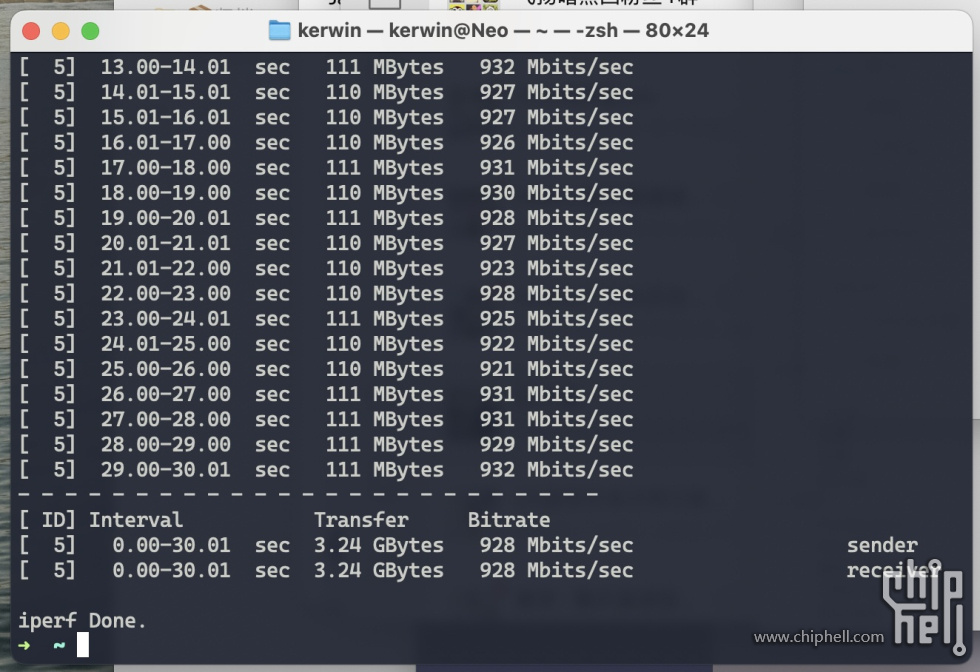 kerwin — kerwin@Neo — ~ — -zsh — 80×24
[  5]  13.00-14.01  sec   111 MBytes   932 Mbits/sec
[  5]  14.01-15.01  sec   110 MBytes   927 Mbits/sec
[  5]  15.01-16.01  sec   110 MBytes   927 Mbits/sec
[  5]  16.01-17.00  sec   110 MBytes   926 Mbits/sec
[  5]  17.00-18.00  sec   111 MBytes   931 Mbits/sec
[  5]  18.00-19.00  sec   110 MBytes   930 Mbits/sec
[  5]  19.00-20.01  sec   111 MBytes   928 Mbits/sec
[  5]  20.01-21.01  sec   110 MBytes   927 Mbits/sec
[  5]  21.01-22.00  sec   110 MBytes   923 Mbits/sec
[  5]  22.00-23.00  sec   110 MBytes   928 Mbits/sec
[  5]  23.00-24.01  sec   111 MBytes   925 Mbits/sec
[  5]  24.01-25.00  sec   110 MBytes   922 Mbits/sec
[  5]  25.00-26.00  sec   110 MBytes   921 Mbits/sec
[  5]  26.00-27.00  sec   111 MBytes   931 Mbits/sec
[  5]  27.00-28.00  sec   111 MBytes   931 Mbits/sec
[  5]  28.00-29.00  sec   111 MBytes   929 Mbits/sec
[  5]  29.00-30.01  sec   111 MBytes   932 Mbits/sec
- - - - - - - - - - - - - - - - - - - - - - - - -
[ ID] Interval           Transfer     Bitrate
[  5]   0.00-30.01  sec  3.24 GBytes   928 Mbits/sec                  sender
[  5]   0.00-30.01  sec  3.24 GBytes   928 Mbits/sec                  receiver
iperf Done.
➜  ~
www.chiphell.com
chip
hell